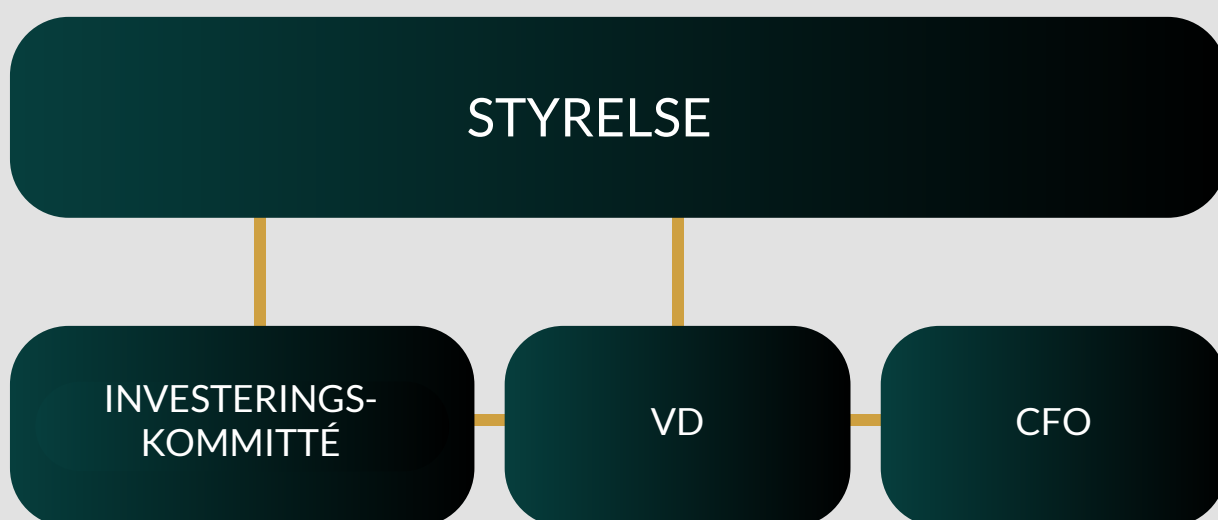 STYRELSE
INVESTERINGS-
KOMMITTÉ
VD
CFO